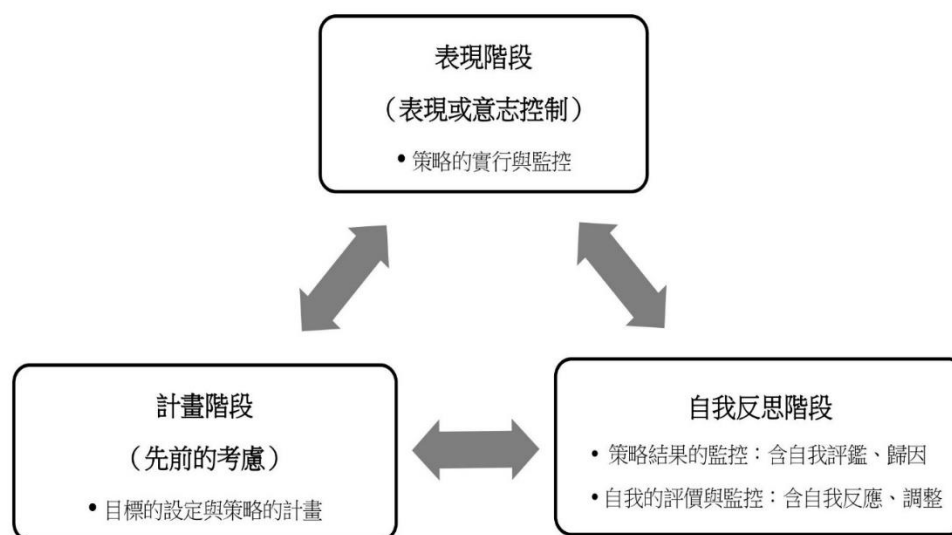 表現階段
（表現或意志控制）
• 策略的實行與監控
計畫階段
（先前的考慮）
• 目標的設定與策略的計畫
自我反思階段
• 策略結果的監控：含自我評鑑、歸因
• 自我的評價與監控：含自我反應、調整